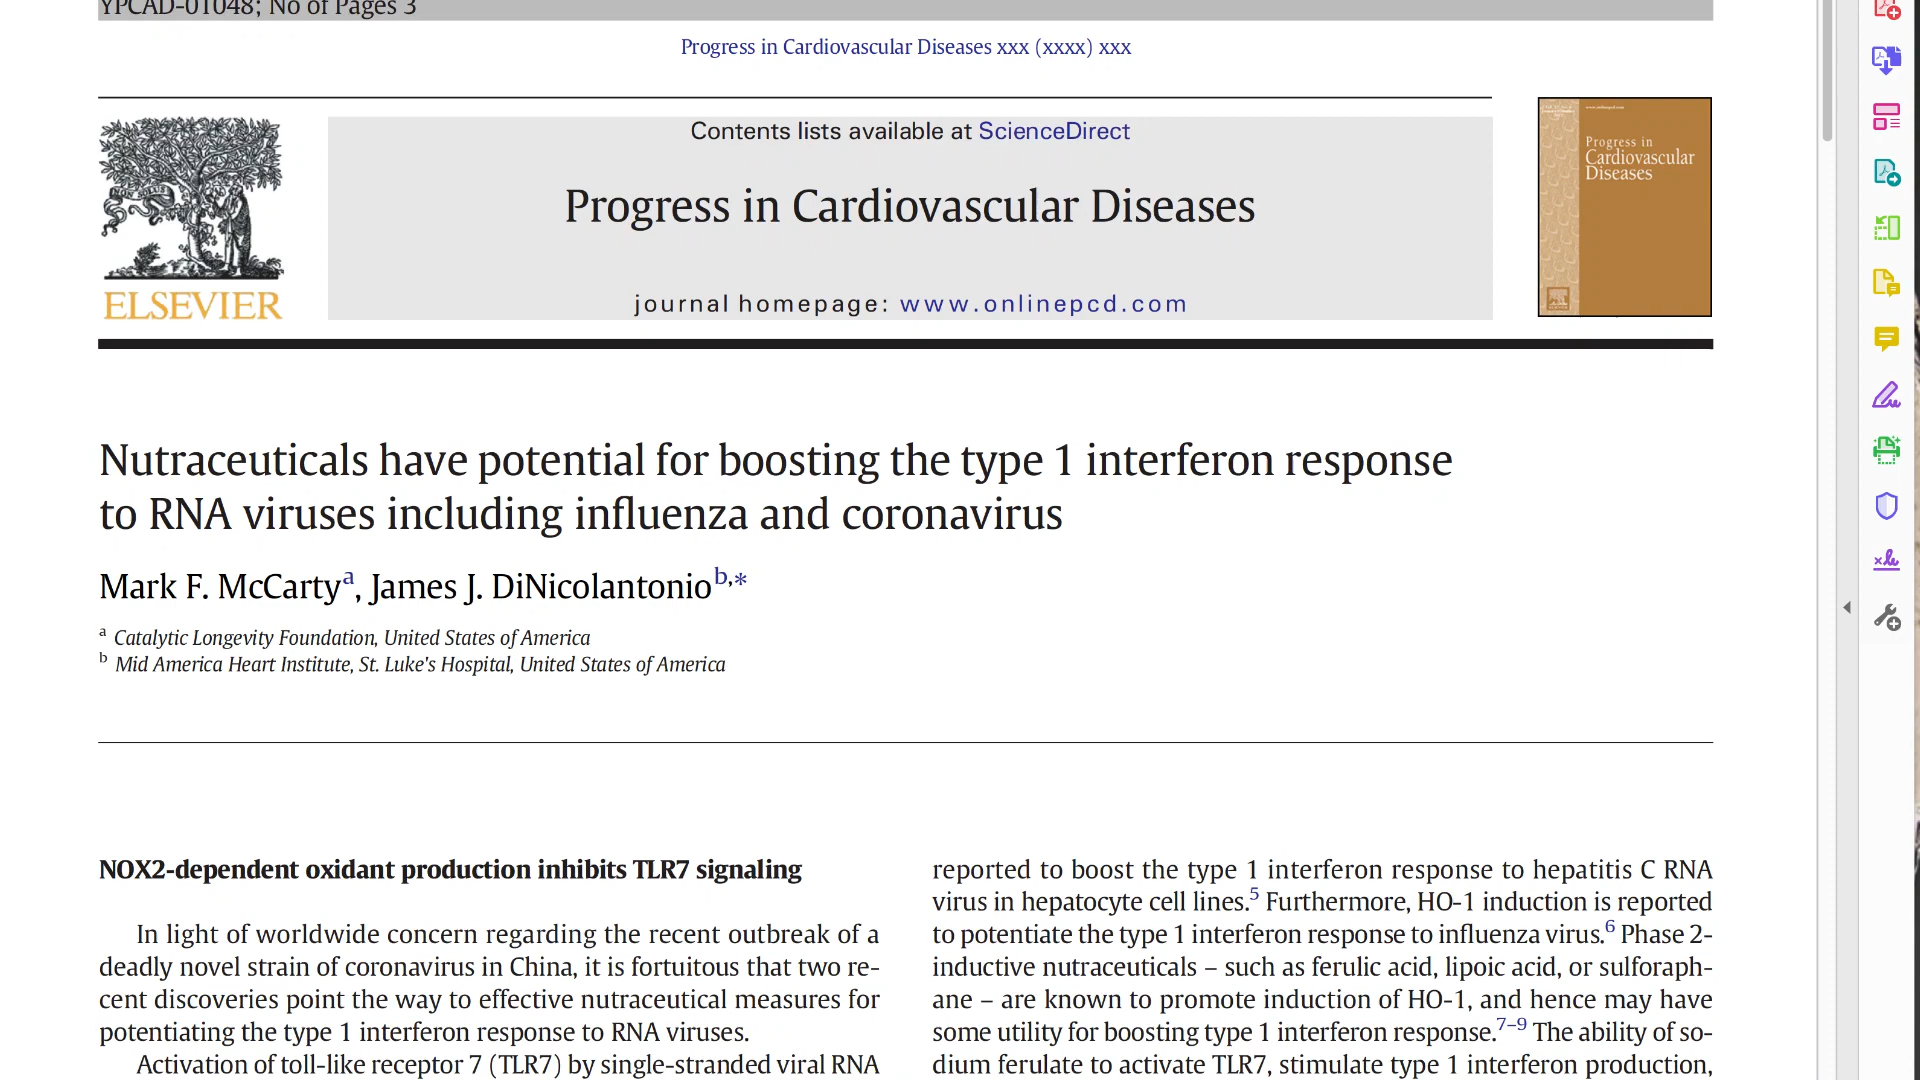 YPCAD-01048; No of Pages 3
Progress in Cardiovascular Diseases xxx (xxxx) xxx
Contents lists available at ScienceDirect
Progress in Cardiovascular Diseases
journal homepage: www.onlinepcd.com
NON SOLUS
ELSEVIER
www.onlinepcd.com
Progress in
Cardiovascular
Diseases
Nutraceuticals have potential for boosting the type 1 interferon response
to RNA viruses including influenza and coronavirus
Mark F. McCarty a, James J. DiNicolantonio b,*
a Catalytic Longevity Foundation, United States of America
b Mid America Heart Institute, St. Luke's Hospital, United States of America
NOX2-dependent oxidant production inhibits TLR7 signaling
In light of worldwide concern regarding the recent outbreak of a
deadly novel strain of coronavirus in China, it is fortuitous that two re-
cent discoveries point the way to effective nutraceutical measures for
potentiating the type 1 interferon response to RNA viruses.
Activation of toll-like receptor 7 (TLR7) by single-stranded viral RNA
reported to boost the type 1 interferon response to hepatitis C RNA
virus in hepatocyte cell lines.5 Furthermore, HO-1 induction is reported
to potentiate the type 1 interferon response to influenza virus.6 Phase 2-
inductive nutraceuticals – such as ferulic acid, lipoic acid, or sulforaph-
ane – are known to promote induction of HO-1, and hence may have
some utility for boosting type 1 interferon response.7–9 The ability of so-
dium ferulate to activate TLR7, stimulate type 1 interferon production,